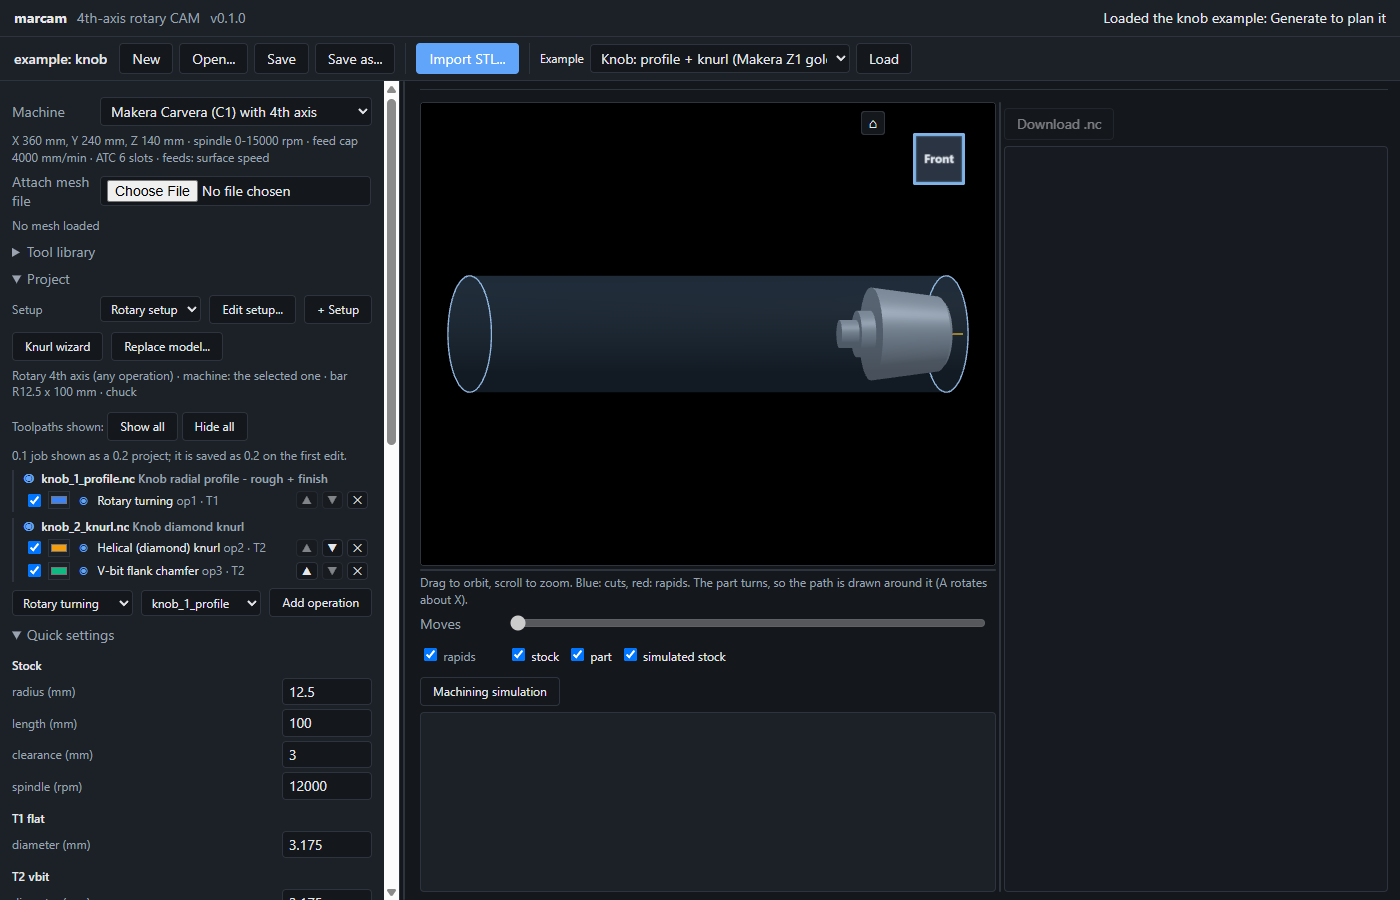 marcam 4th-axis rotary CAM v0.1.0
Loaded the knob example: Generate to plan it
example: knob New Open... Save Save as... Import STL... Example Knob: profile + knurl (Makera Z1 gol Load
Machine Makera Carvera (C1) with 4th axis
X 360 mm, Y 240 mm, Z 140 mm · spindle 0-15000 rpm · feed cap
4000 mm/min · ATC 6 slots · feeds: surface speed
Attach mesh
file
Choose File No file chosen
No mesh loaded
Tool library
Project
Setup Rotary setup Edit setup... + Setup
Knurl wizard Replace model...
Rotary 4th axis (any operation) · machine: the selected one · bar
R12.5 x 100 mm · chuck
Toolpaths shown: Show all Hide all
0.1 job shown as a 0.2 project; it is saved as 0.2 on the first edit.
knob_1_profile.nc Knob radial profile - rough + finish
Rotary turning op1 · T1
knob_2_knurl.nc Knob diamond knurl
Helical (diamond) knurl op2 · T2
V-bit flank chamfer op3 · T2
Rotary turning knob_1_profile Add operation
Quick settings
Stock
radius (mm) 12.5
length (mm) 100
clearance (mm) 3
spindle (rpm) 12000
T1 flat
diameter (mm) 3.175
T2 vbit
Front
Drag to orbit, scroll to zoom. Blue: cuts, red: rapids. The part turns, so the path is drawn around it (A rotates
about X).
Moves
rapids stock part simulated stock
Machining simulation
Download .nc